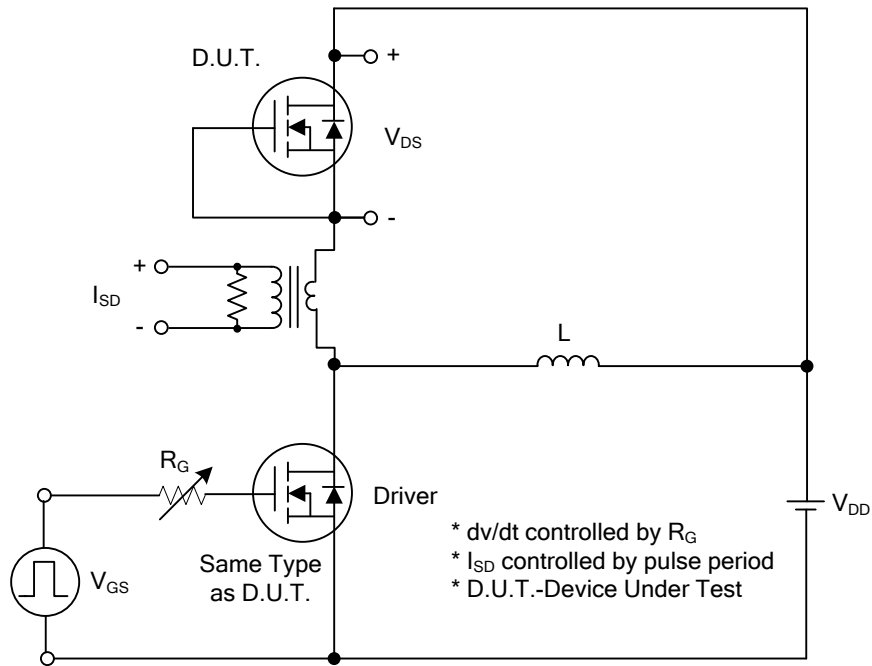 D.U.T.
+
V_DS
-
+
I_SD
-
L
R_G
Driver
V_DD
V_GS
Same Type
as D.U.T.
* dv/dt controlled by R_G
* I_SD controlled by pulse period
* D.U.T.-Device Under Test